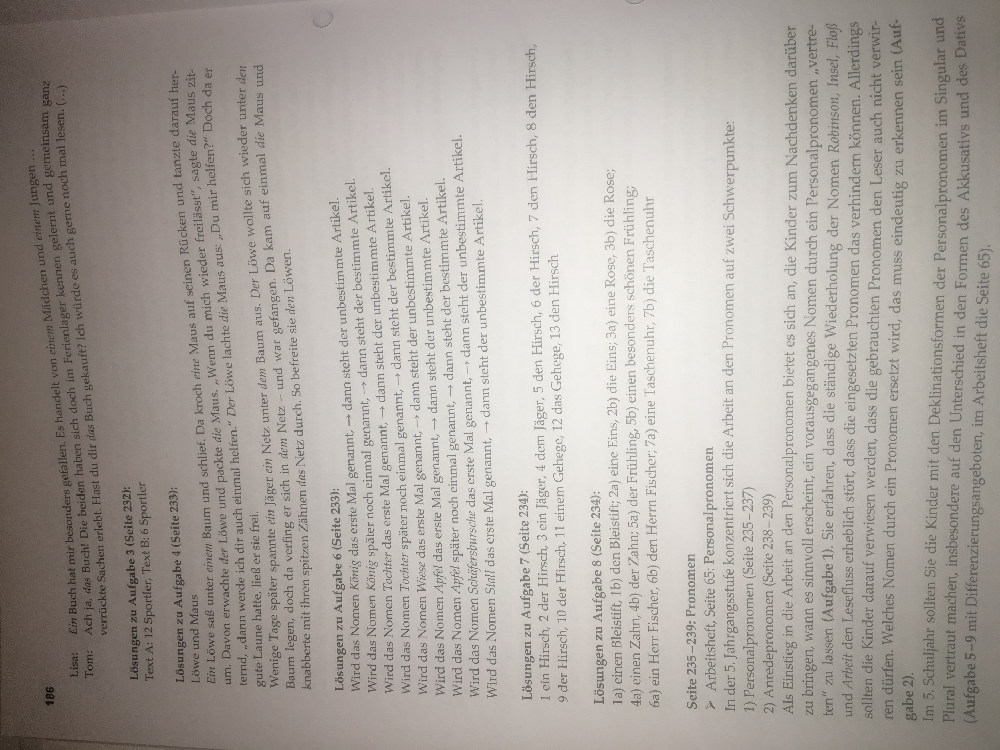 186
Lisa: Ein Buch hat mir besonders gefallen. Es handelt von einem Mädchen und einem Jungen …
Tom: Ach ja, das Buch! Die beiden haben sich doch im Ferienlager kennen gelernt und gemeinsam ganz
verrückte Sachen erlebt. Hast du dir das Buch gekauft? Ich würde es auch gerne noch mal lesen. (…)
Lösungen zu Aufgabe 3 (Seite 232):
Text A: 12 Sportler, Text B: 6 Sportler
Lösungen zu Aufgabe 4 (Seite 233):
Löwe und Maus
Ein Löwe saß unter einem Baum und schlief. Da kroch eine Maus auf seinen Rücken und tanzte darauf her-
um. Davon erwachte der Löwe und packte die Maus. „Wenn du mich wieder freilässt“, sagte die Maus zit-
ternd, „dann werde ich dir auch einmal helfen.“ Der Löwe lachte die Maus aus: „Du mir helfen?“ Doch da er
gute Laune hatte, ließ er sie frei.
Wenige Tage später spannte ein Jäger ein Netz unter dem Baum aus. Der Löwe wollte sich wieder unter den
Baum legen, doch da verfing er sich in dem Netz – und war gefangen. Da kam auf einmal die Maus und
knabberte mit ihren spitzen Zähnen das Netz durch. So befreite sie den Löwen.
Lösungen zu Aufgabe 6 (Seite 233):
Wird das Nomen König das erste Mal genannt, → dann steht der unbestimmte Artikel.
Wird das Nomen König später noch einmal genannt, → dann steht der bestimmte Artikel.
Wird das Nomen Tochter das erste Mal genannt, → dann steht der unbestimmte Artikel.
Wird das Nomen Tochter später noch einmal genannt, → dann steht der bestimmte Artikel.
Wird das Nomen Wiese das erste Mal genannt, → dann steht der unbestimmte Artikel.
Wird das Nomen Apfel das erste Mal genannt, → dann steht der unbestimmte Artikel.
Wird das Nomen Apfel später noch einmal genannt, → dann steht der bestimmte Artikel.
Wird das Nomen Schäfersbursche das erste Mal genannt, → dann steht der unbestimmte Artikel.
Wird das Nomen Stall das erste Mal genannt, → dann steht der unbestimmte Artikel.
Lösungen zu Aufgabe 7 (Seite 234):
1 ein Hirsch, 2 der Hirsch, 3 ein Jäger, 4 dem Jäger, 5 den Hirsch, 6 der Hirsch, 7 den Hirsch, 8 den Hirsch,
9 der Hirsch, 10 der Hirsch, 11 einem Gehege, 12 das Gehege, 13 den Hirsch
Lösungen zu Aufgabe 8 (Seite 234):
1a) einen Bleistift, 1b) den Bleistift; 2a) eine Eins, 2b) die Eins; 3a) eine Rose, 3b) die Rose;
4a) einen Zahn, 4b) der Zahn; 5a) der Frühling, 5b) einen besonders schönen Frühling;
6a) ein Herr Fischer, 6b) den Herrn Fischer; 7a) eine Taschenuhr, 7b) die Taschenuhr
Seite 235–239: Pronomen
➤ Arbeitsheft, Seite 65: Personalpronomen
In der 5. Jahrgangsstufe konzentriert sich die Arbeit an den Pronomen auf zwei Schwerpunkte:
1) Personalpronomen (Seite 235–237)
2) Anredepronomen (Seite 238–239)
Als Einstieg in die Arbeit an den Personalpronomen bietet es sich an, die Kinder zum Nachdenken darüber
zu bringen, wann es sinnvoll erscheint, ein vorausgegangenes Nomen durch ein Personalpronomen „vertre-
ten“ zu lassen (Aufgabe 1). Sie erfahren, dass die ständige Wiederholung der Nomen Robinson, Insel, Floß
und Arbeit den Lesefluss erheblich stört, dass die eingesetzten Pronomen das verhindern können. Allerdings
sollten die Kinder darauf verwiesen werden, dass die gebrauchten Pronomen den Leser auch nicht verwir-
ren dürfen. Welches Nomen durch ein Pronomen ersetzt wird, das muss eindeutig zu erkennen sein (Auf-
gabe 2).
Im 5. Schuljahr sollten Sie die Kinder mit den Deklinationsformen der Personalpronomen im Singular und
Plural vertraut machen, insbesondere auf den Unterschied in den Formen des Akkusativs und des Dativs
(Aufgabe 5–9 mit Differenzierungsangeboten, im Arbeitsheft die Seite 65).